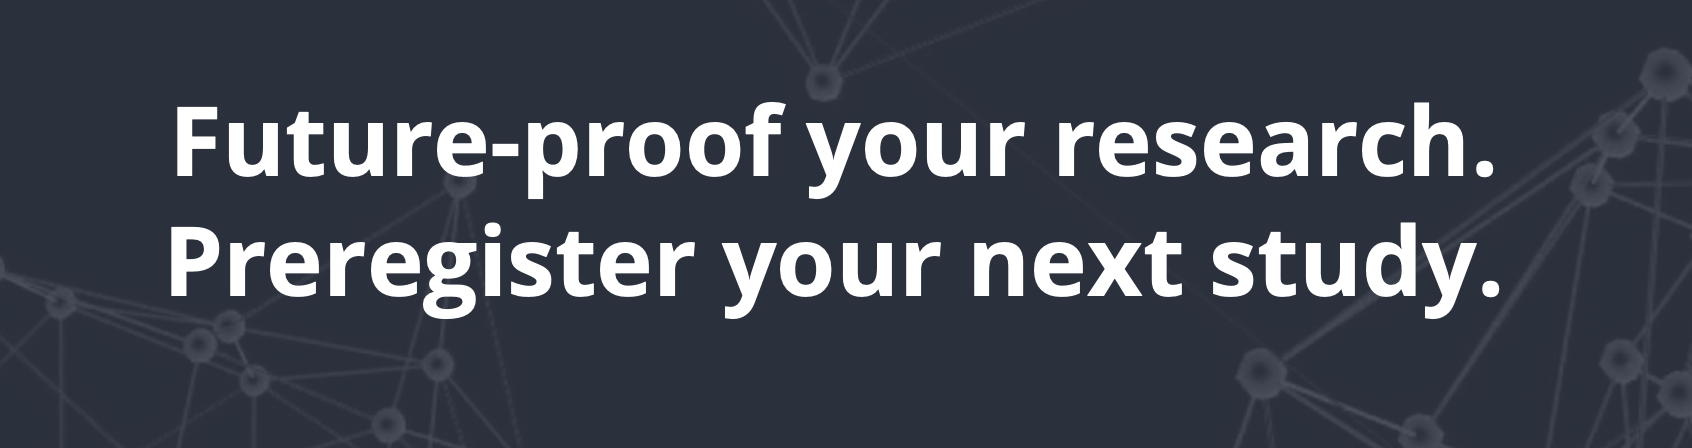 Future-proof your research.
Preregister your next study.